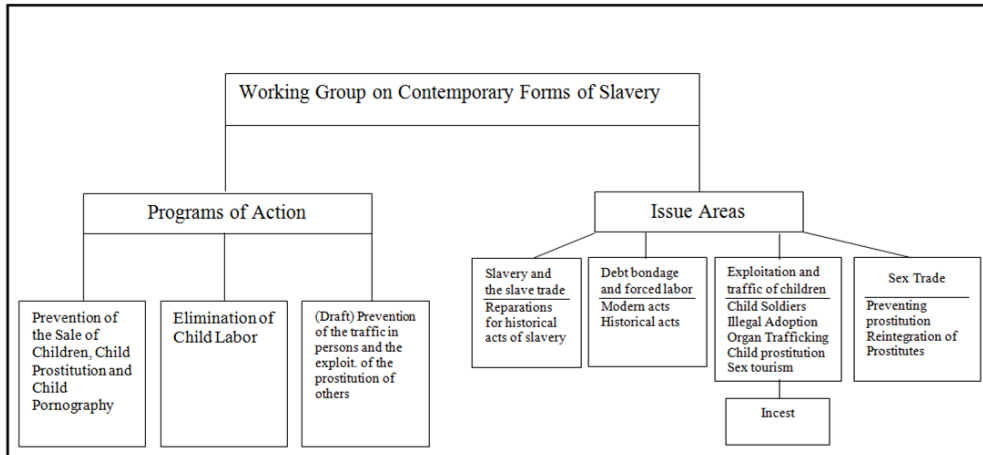 Working Group on Contemporary Forms of Slavery
Programs of Action
Issue Areas
Prevention of
the Sale of
Children, Child
Prostitution and
Child
Pornography
Elimination of
Child Labor
(Draft) Prevention
of the traffic in
persons and the
exploit. of the
prostitution of
others
Slavery and
the slave trade
Reparations
for historical
acts of slavery
Debt bondage
and forced labor
Modern acts
Historical acts
Exploitation and
traffic of children
Child Soldiers
Illegal Adoption
Organ Trafficking
Child prostitution
Sex tourism
Incest
Sex Trade
Preventing
prostitution
Reintegration of
Prostitutes